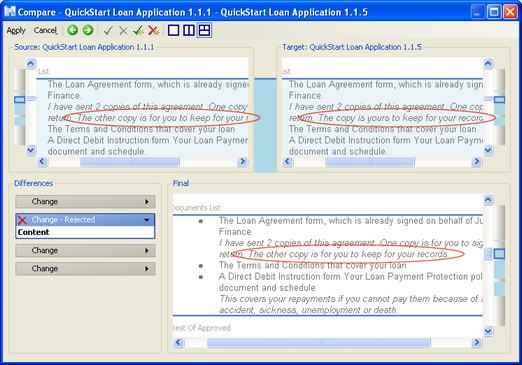 Compare - QuickStart Loan Application 1.1.1 - QuickStart Loan Application 1.1.5
Apply Cancel
Source: QuickStart Loan Application 1.1.1
List
The Loan Agreement form, which is already signe
Finance.
I have sent 2 copies of this agreement. One copy
return. The other copy is for you to keep for your r
The Terms and Conditions that cover your loan
A Direct Debit Instruction form Your Loan Paymen
document and schedule.
Target: QuickStart Loan Application 1.1.5
ist
The Loan Agreement form, which is already signed
Finance.
I have sent 2 copies of this agreement. One cop
return. The copy is yours to keep for your record
The Terms and Conditions that cover your loan
A Direct Debit Instruction form Your Loan Payme
document and schedule.
Differences
Change
Change - Rejected
Content
Change
Change
Final
Documents List
The Loan Agreement form, which is already signed on behalf of Ju
Finance.
I have sent 2 copies of this agreement. One copy is for you to sig
return. The other copy is for you to keep for your records.
The Terms and Conditions that cover your loan
A Direct Debit Instruction form Your Loan Payment Protection pol
document and schedule.
This covers your repayments if you cannot pay them because of a
accident, sickness, unemployment or death.
Rest Of Approved